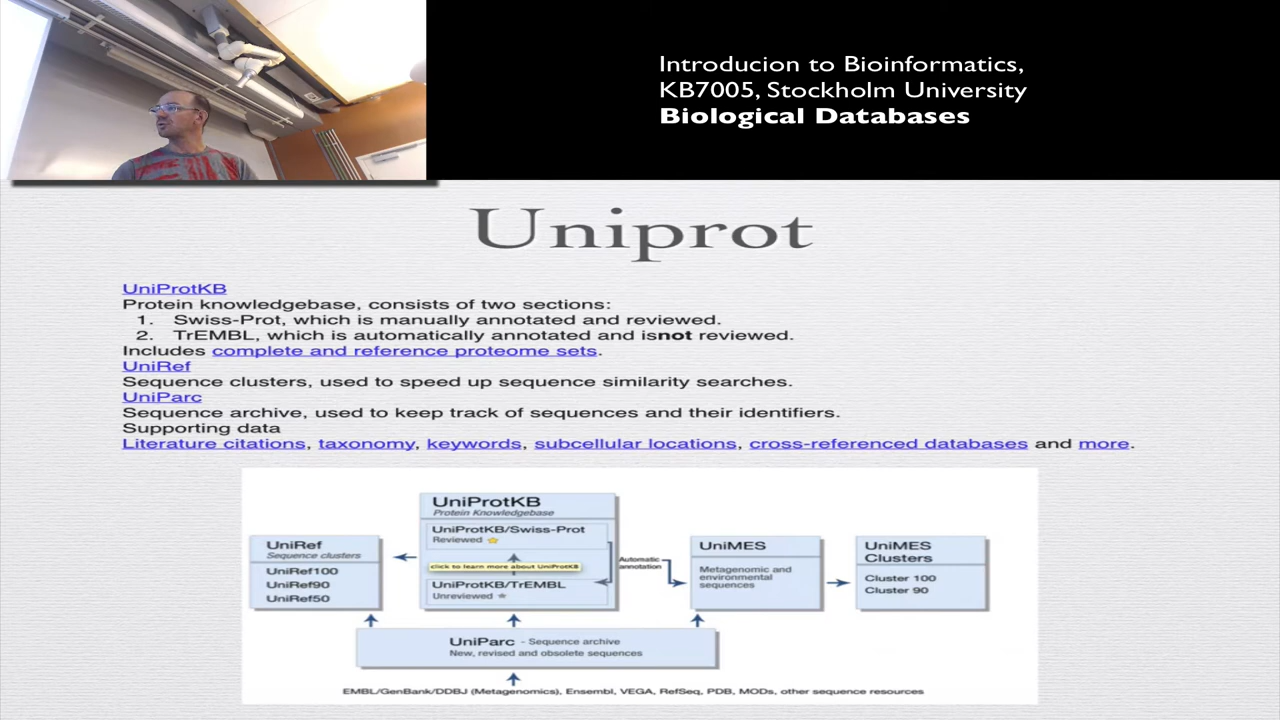 Introducion to Bioinformatics,
KB7005, Stockholm University
Biological Databases
Uniprot
UniProtKB
Protein knowledgebase, consists of two sections:
1. Swiss-Prot, which is manually annotated and reviewed.
2. TrEMBL, which is automatically annotated and isnot reviewed.
Includes complete and reference proteome sets.
UniRef
Sequence clusters, used to speed up sequence similarity searches.
UniParc
Sequence archive, used to keep track of sequences and their identifiers.
Supporting data
Literature citations, taxonomy, keywords, subcellular locations, cross-referenced databases and more.
UniRef
Sequence clusters
UniRef100
UniRef90
UniRef50
UniProtKB
Protein Knowledgebase
UniProtKB/Swiss-Prot
Reviewed
click to learn more about UniProtKB
UniProtKB/TrEMBL
Unreviewed
Automatic
annotation
UniMES
Metagenomic and
environmental
sequences
UniMES
Clusters
Cluster 100
Cluster 90
UniParc - Sequence archive
New, revised and obsolete sequences
EMBL/GenBank/DDBJ (Metagenomics), Ensembl, VEGA, RefSeq, PDB, MODs, other sequence resources